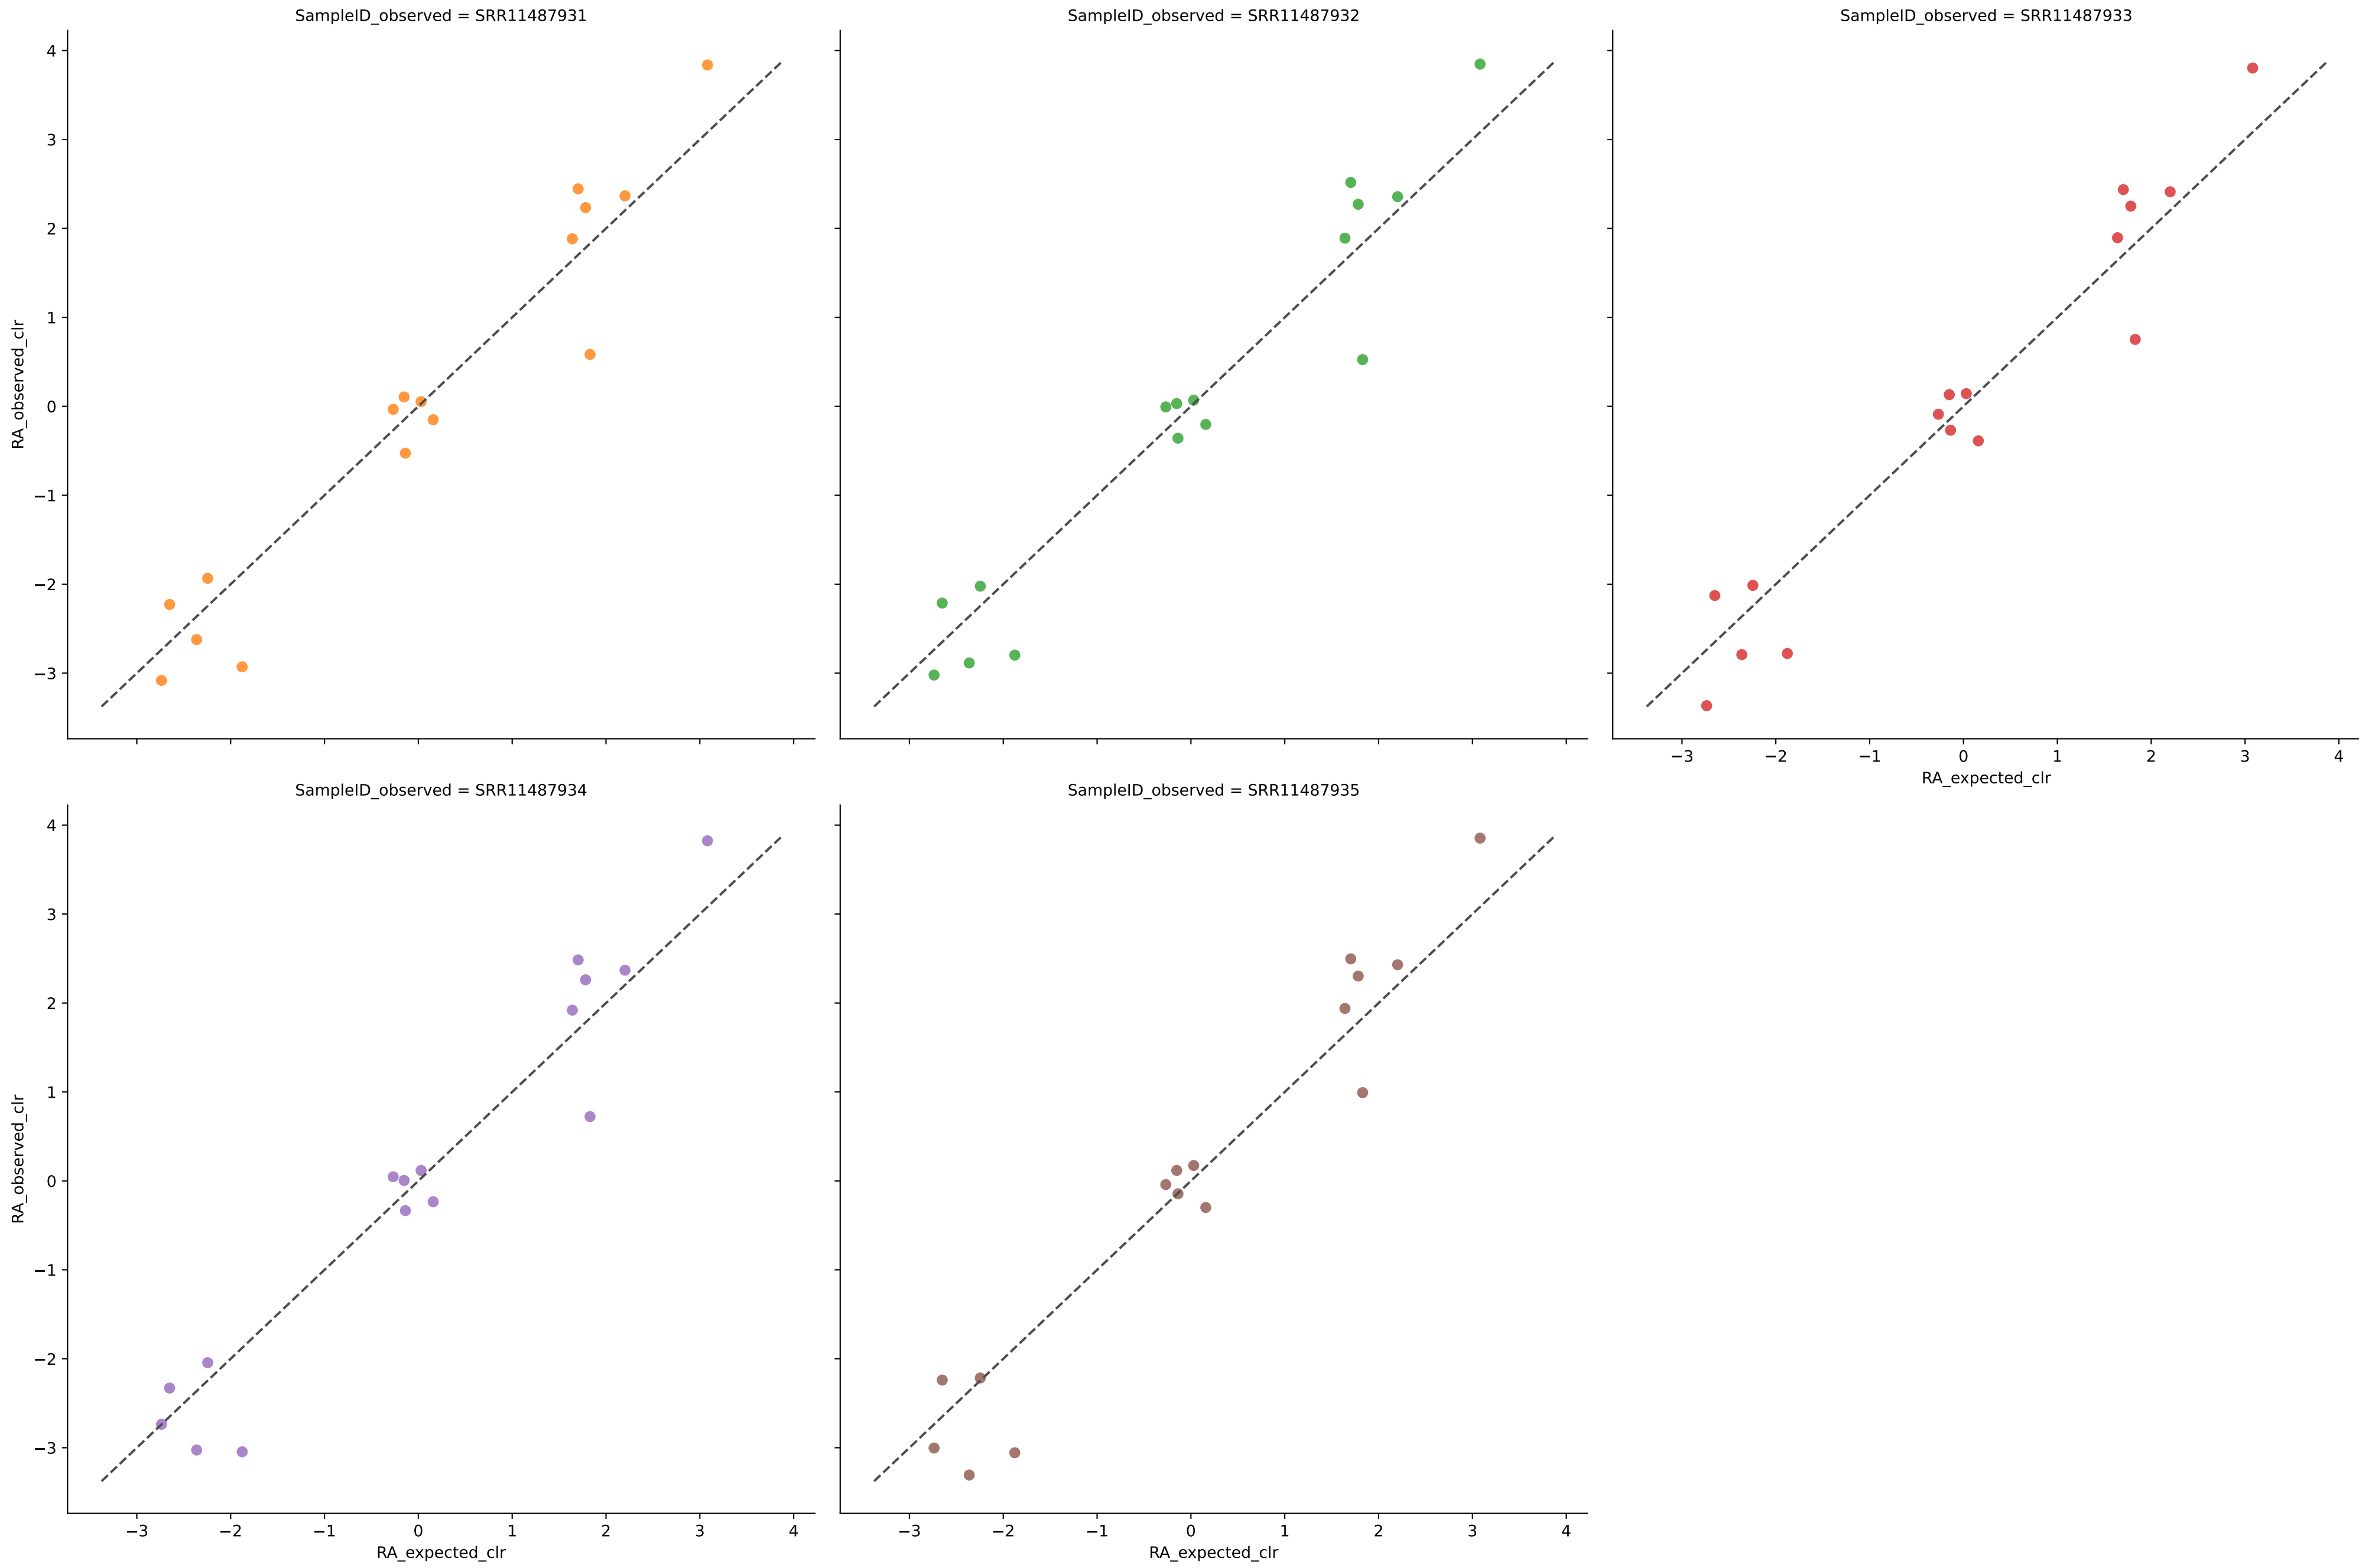 SampleID_observed = SRR11487931
SampleID_observed = SRR11487932
SampleID_observed = SRR11487933
4
3
2
1
0
−1
−2
−3
RA_observed_clr
−3 −2 −1 0 1 2 3 4
RA_expected_clr
SampleID_observed = SRR11487934
SampleID_observed = SRR11487935
4
3
2
1
0
−1
−2
−3
RA_observed_clr
−3 −2 −1 0 1 2 3 4
−3 −2 −1 0 1 2 3 4
RA_expected_clr
RA_expected_clr